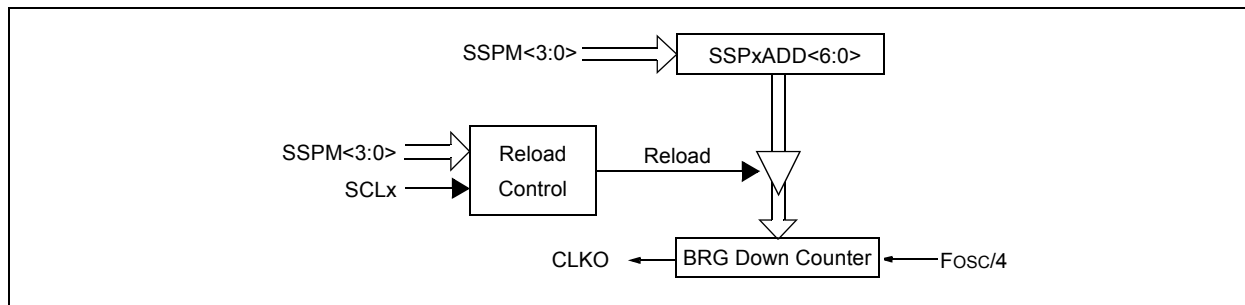 SSPM<3:0>
SSPxADD<6:0>
SSPM<3:0>
SCLx
Reload
Control
Reload
CLKO
BRG Down Counter
FOSC/4